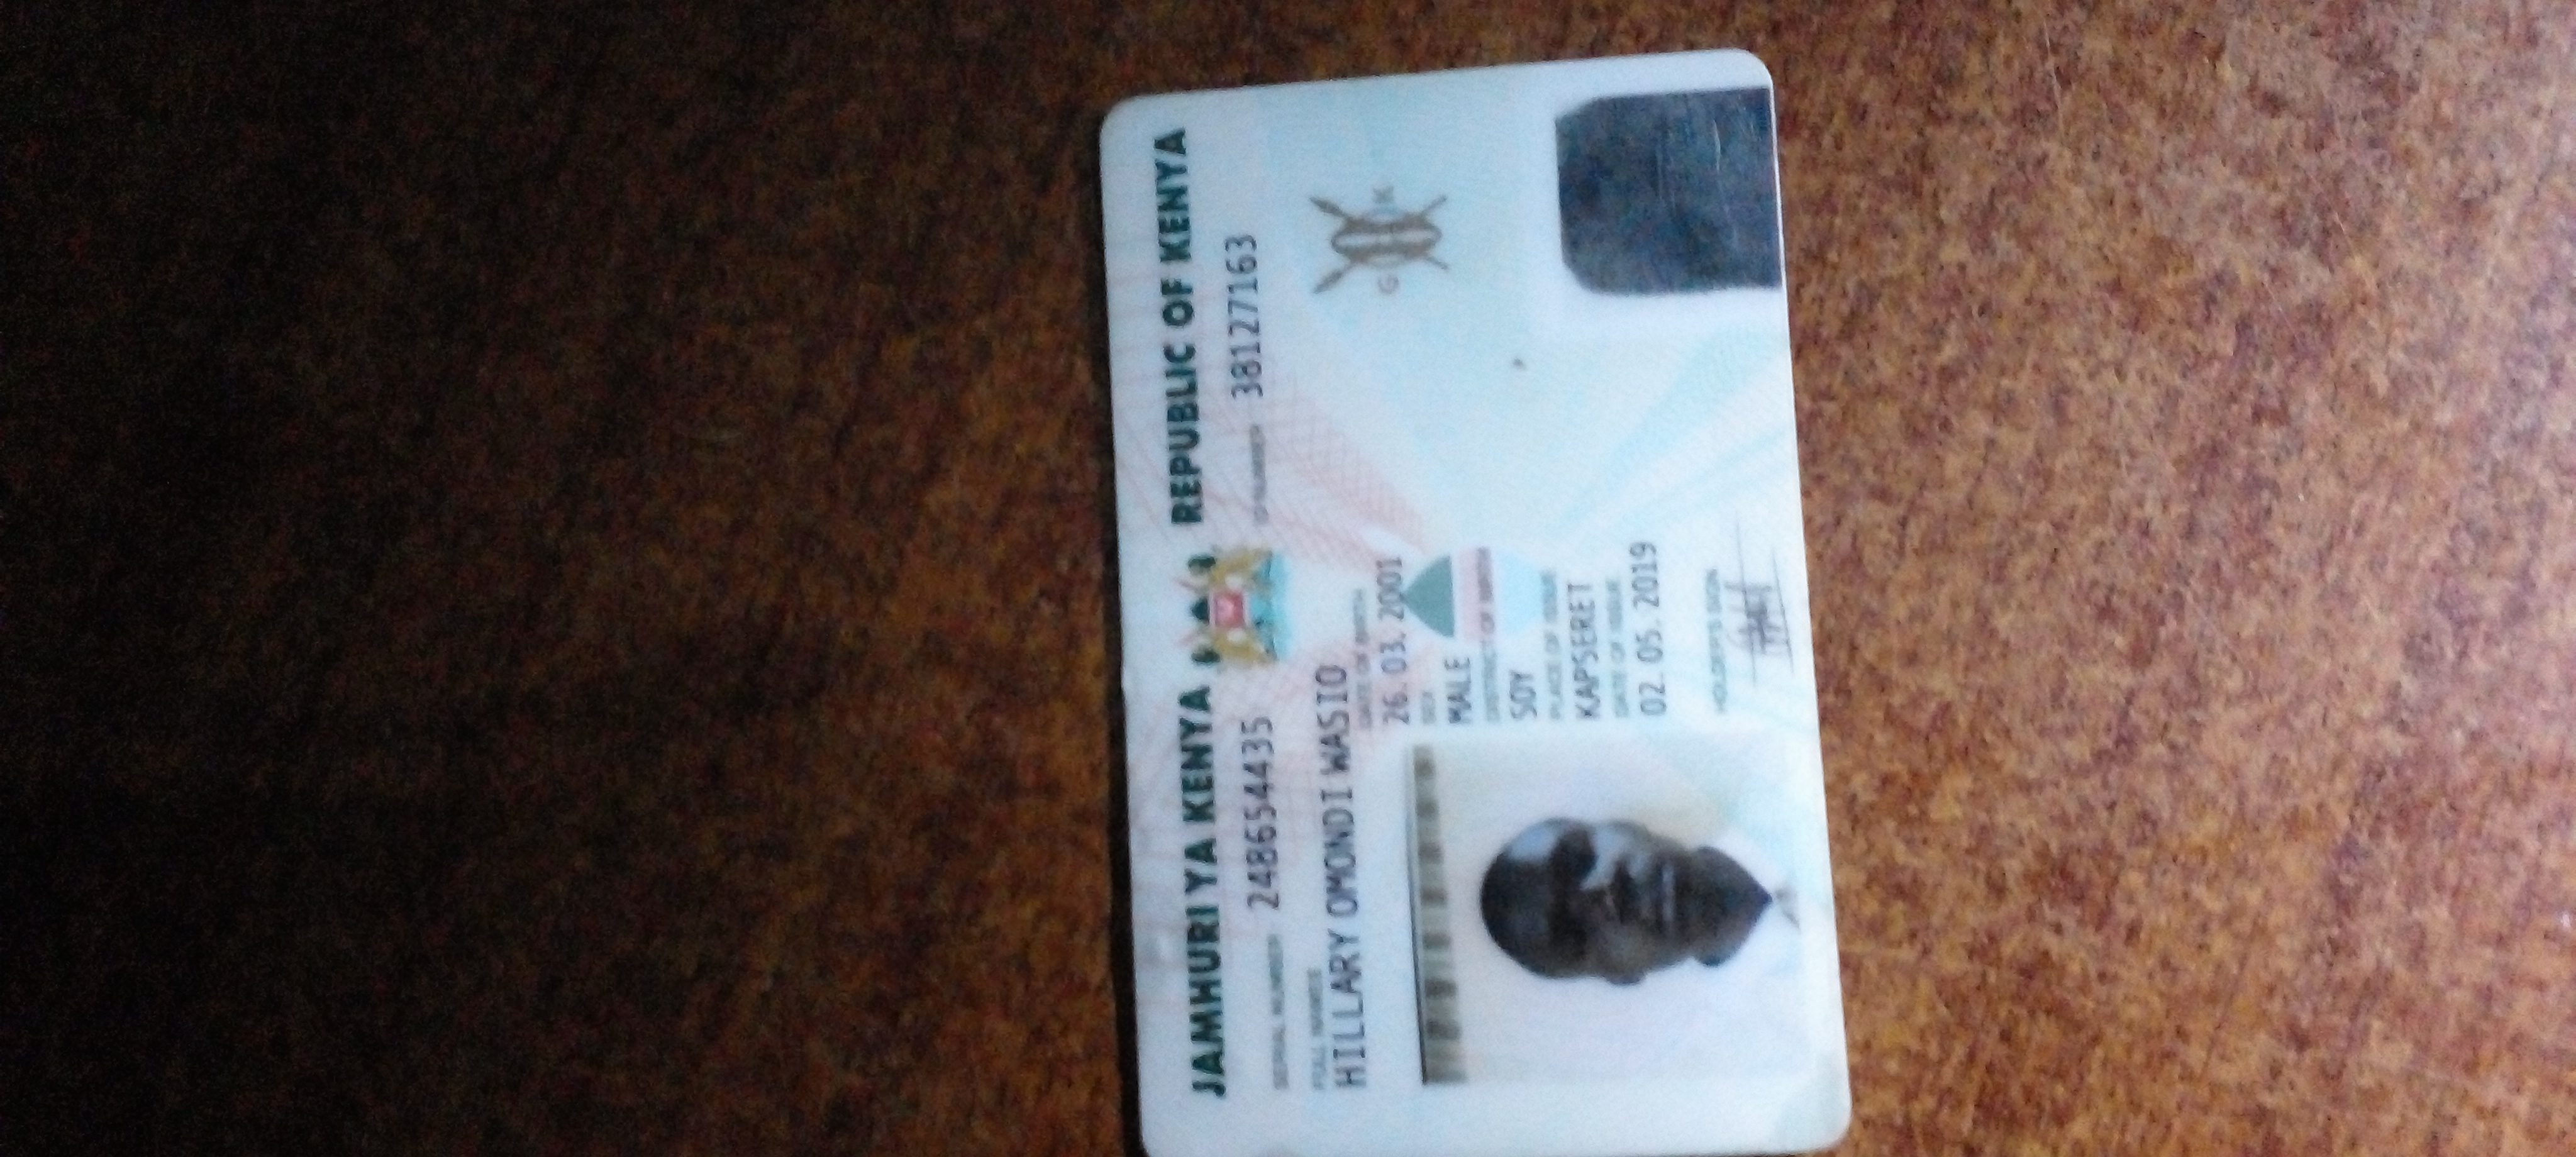 JAMHURI YA KENYA REPUBLIC OF KENYA
SERIAL NUMBER 248654435 ID NUMBER 38127163
FULL NAMES
HILLARY OMONDI WASIO
DATE OF BIRTH
26. 03. 2001
SEX
MALE
DISTRICT OF BIRTH
SOY
PLACE OF ISSUE
KAPSERET
DATE OF ISSUE
02. 05. 2019
HOLDER'S SIGN
G K